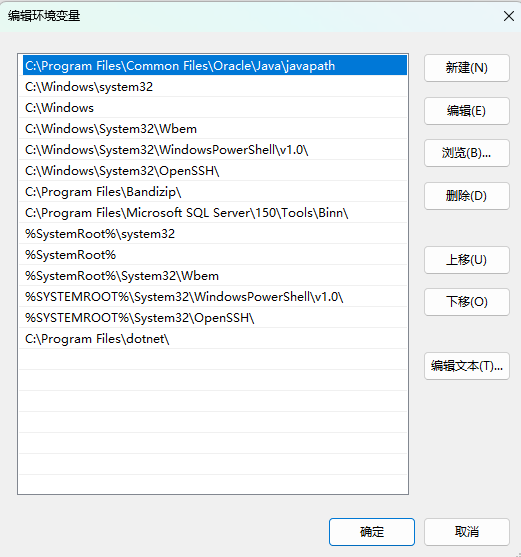 编辑环境变量
C:\Program Files\Common Files\Oracle\Java\javapath
C:\Windows\system32
C:\Windows
C:\Windows\System32\Wbem
C:\Windows\System32\WindowsPowerShell\v1.0\
C:\Windows\System32\OpenSSH\
C:\Program Files\Bandizip\
C:\Program Files\Microsoft SQL Server\150\Tools\Binn\
%SystemRoot%\system32
%SystemRoot%
%SystemRoot%\System32\Wbem
%SYSTEMROOT%\System32\WindowsPowerShell\v1.0\
%SYSTEMROOT%\System32\OpenSSH\
C:\Program Files\dotnet\
新建(N)
编辑(E)
浏览(B)...
删除(D)
上移(U)
下移(O)
编辑文本(T)...
确定
取消